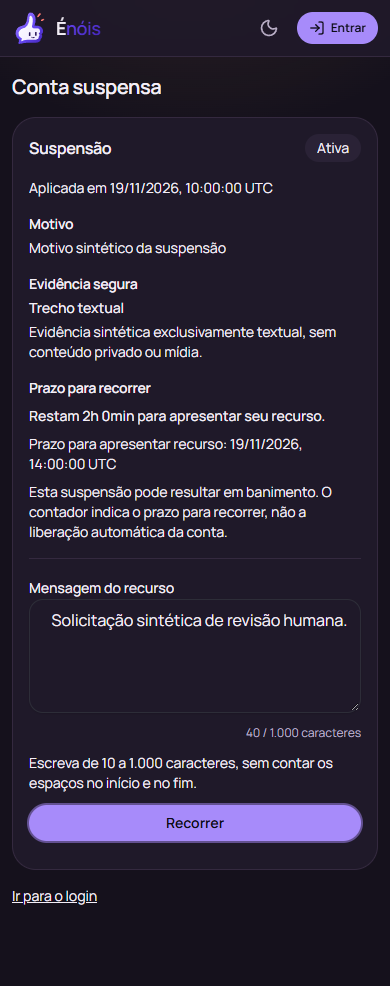 Énóis
Entrar
Conta suspensa
Suspensão
Ativa
Aplicada em 19/11/2026, 10:00:00 UTC
Motivo
Motivo sintético da suspensão
Evidência segura
Trecho textual
Evidência sintética exclusivamente textual, sem
conteúdo privado ou mídia.
Prazo para recorrer
Restam 2h 0min para apresentar seu recurso.
Prazo para apresentar recurso: 19/11/2026,
14:00:00 UTC
Esta suspensão pode resultar em banimento. O
contador indica o prazo para recorrer, não a
liberação automática da conta.
Mensagem do recurso
Solicitação sintética de revisão humana.
40 / 1.000 caracteres
Escreva de 10 a 1.000 caracteres, sem contar os
espaços no início e no fim.
Recorrer
Ir para o login